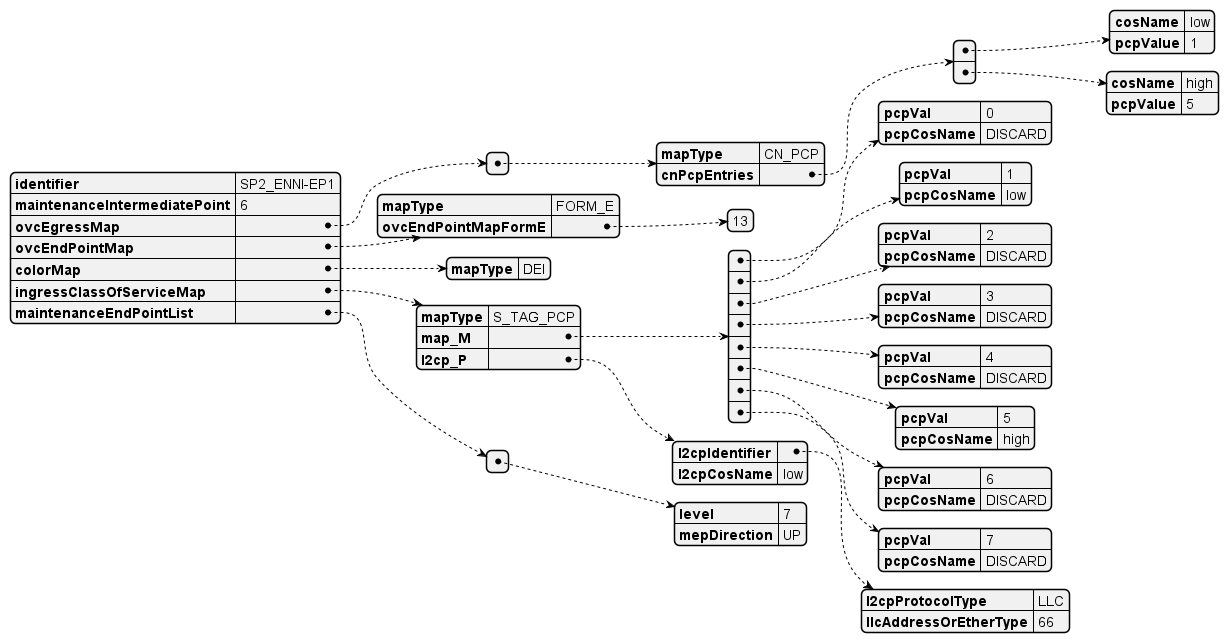 identifier SP2_ENNI-EP1
maintenanceIntermediatePoint 6
ovcEgressMap
ovcEndPointMap
colorMap
ingressClassOfServiceMap
maintenanceEndPointList
mapType CN_PCP
cnPcpEntries
cosName low
pcpValue 1
cosName high
pcpValue 5
mapType FORM_E
ovcEndPointMapFormE
13
mapType DEI
mapType S_TAG_PCP
map_M
l2cp_P
pcpVal 0
pcpCosName DISCARD
pcpVal 1
pcpCosName low
pcpVal 2
pcpCosName DISCARD
pcpVal 3
pcpCosName DISCARD
pcpVal 4
pcpCosName DISCARD
pcpVal 5
pcpCosName high
pcpVal 6
pcpCosName DISCARD
pcpVal 7
pcpCosName DISCARD
l2cpIdentifier
l2cpCosName low
l2cpProtocolType LLC
llcAddressOrEtherType 66
level 7
mepDirection UP